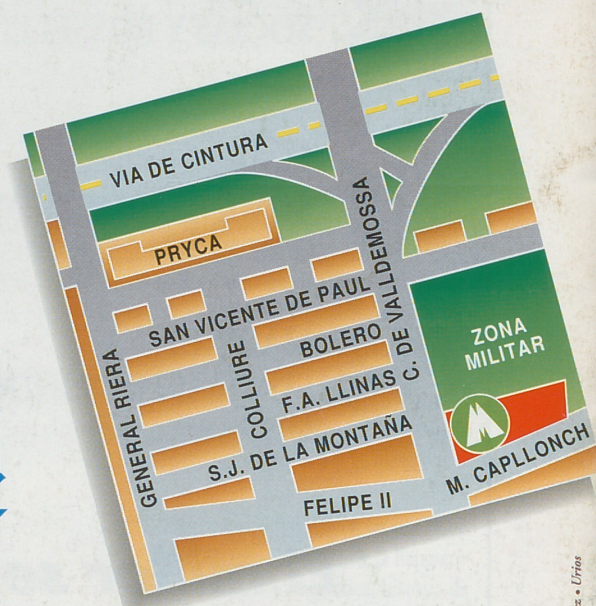 VIA DE CINTURA
PRYCA
C. DE VALLDEMOSSA
SAN VICENTE DE PAUL
BOLERO
ZONA
MILITAR
GENERAL RIERA
COLLIURE
F.A. LLINAS
S.J. DE LA MONTAÑA
M. CAPLLONCH
FELIPE II
z • Urios